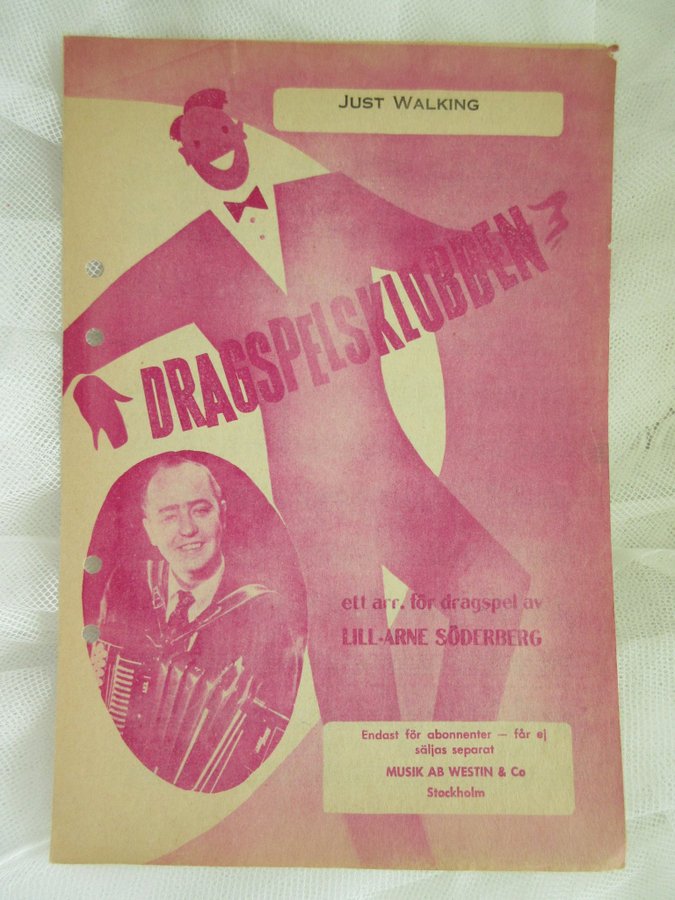 JUST WALKING
DRAGSPELSKLUBBEN
ett arr. för dragspel av
LILL-ARNE SÖDERBERG
Endast för abonnenter — får ej
säljas separat
MUSIK AB WESTIN & Co
Stockholm